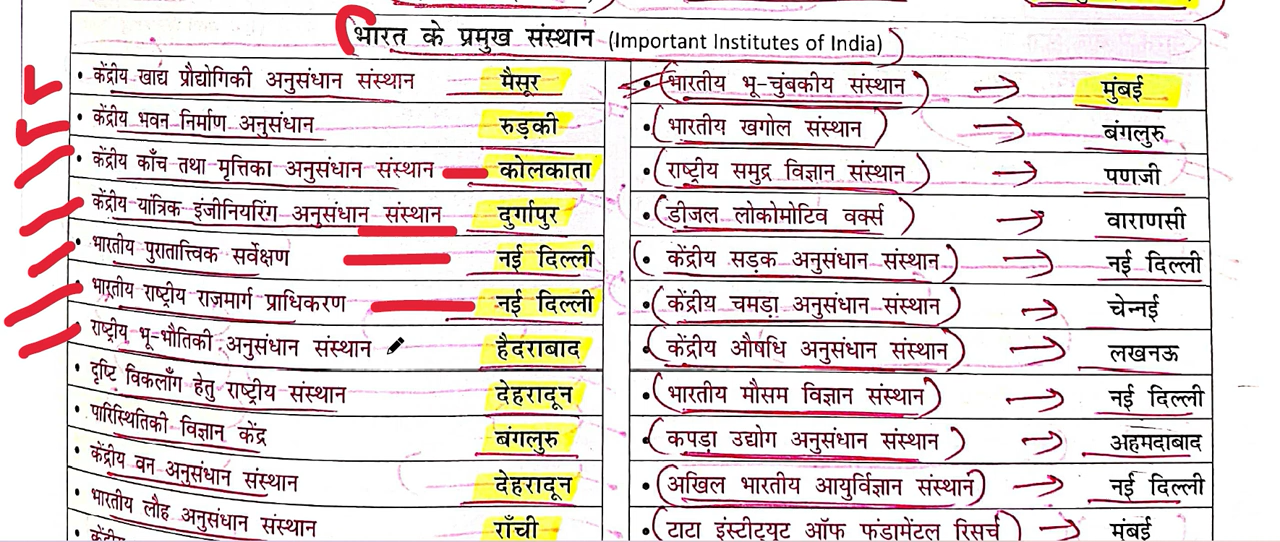 भारत के प्रमुख संस्थान (Important Institutes of India)
• केंद्रीय खाद्य प्रौद्योगिकी अनुसंधान संस्थान मैसूर
• केंद्रीय भवन निर्माण अनुसंधान रुड़की
• केंद्रीय काँच तथा मृत्तिका अनुसंधान संस्थान कोलकाता
• केंद्रीय यांत्रिक इंजीनियरिंग अनुसंधान संस्थान दुर्गापुर
• भारतीय पुरातात्त्विक सर्वेक्षण नई दिल्ली
• भारतीय राष्ट्रीय राजमार्ग प्राधिकरण नई दिल्ली
• राष्ट्रीय भू-भौतिकी अनुसंधान संस्थान हैदराबाद
• दृष्टि विकलाँग हेतु राष्ट्रीय संस्थान देहरादून
• पारिस्थितिकी विज्ञान केंद्र बंगलुरु
• केंद्रीय वन अनुसंधान संस्थान देहरादून
• भारतीय लौह अनुसंधान संस्थान राँची
• भारतीय भू-चुंबकीय संस्थान मुंबई
• भारतीय खगोल संस्थान बंगलुरु
• राष्ट्रीय समुद्र विज्ञान संस्थान पणजी
• डीजल लोकोमोटिव वर्क्स वाराणसी
• केंद्रीय सड़क अनुसंधान संस्थान नई दिल्ली
• केंद्रीय चमड़ा अनुसंधान संस्थान चेन्नई
• केंद्रीय औषधि अनुसंधान संस्थान लखनऊ
• भारतीय मौसम विज्ञान संस्थान नई दिल्ली
• कपड़ा उद्योग अनुसंधान संस्थान अहमदाबाद
• अखिल भारतीय आयुर्विज्ञान संस्थान नई दिल्ली
• टाटा इंस्टीट्यूट ऑफ फंडामेंटल रिसर्च मुंबई